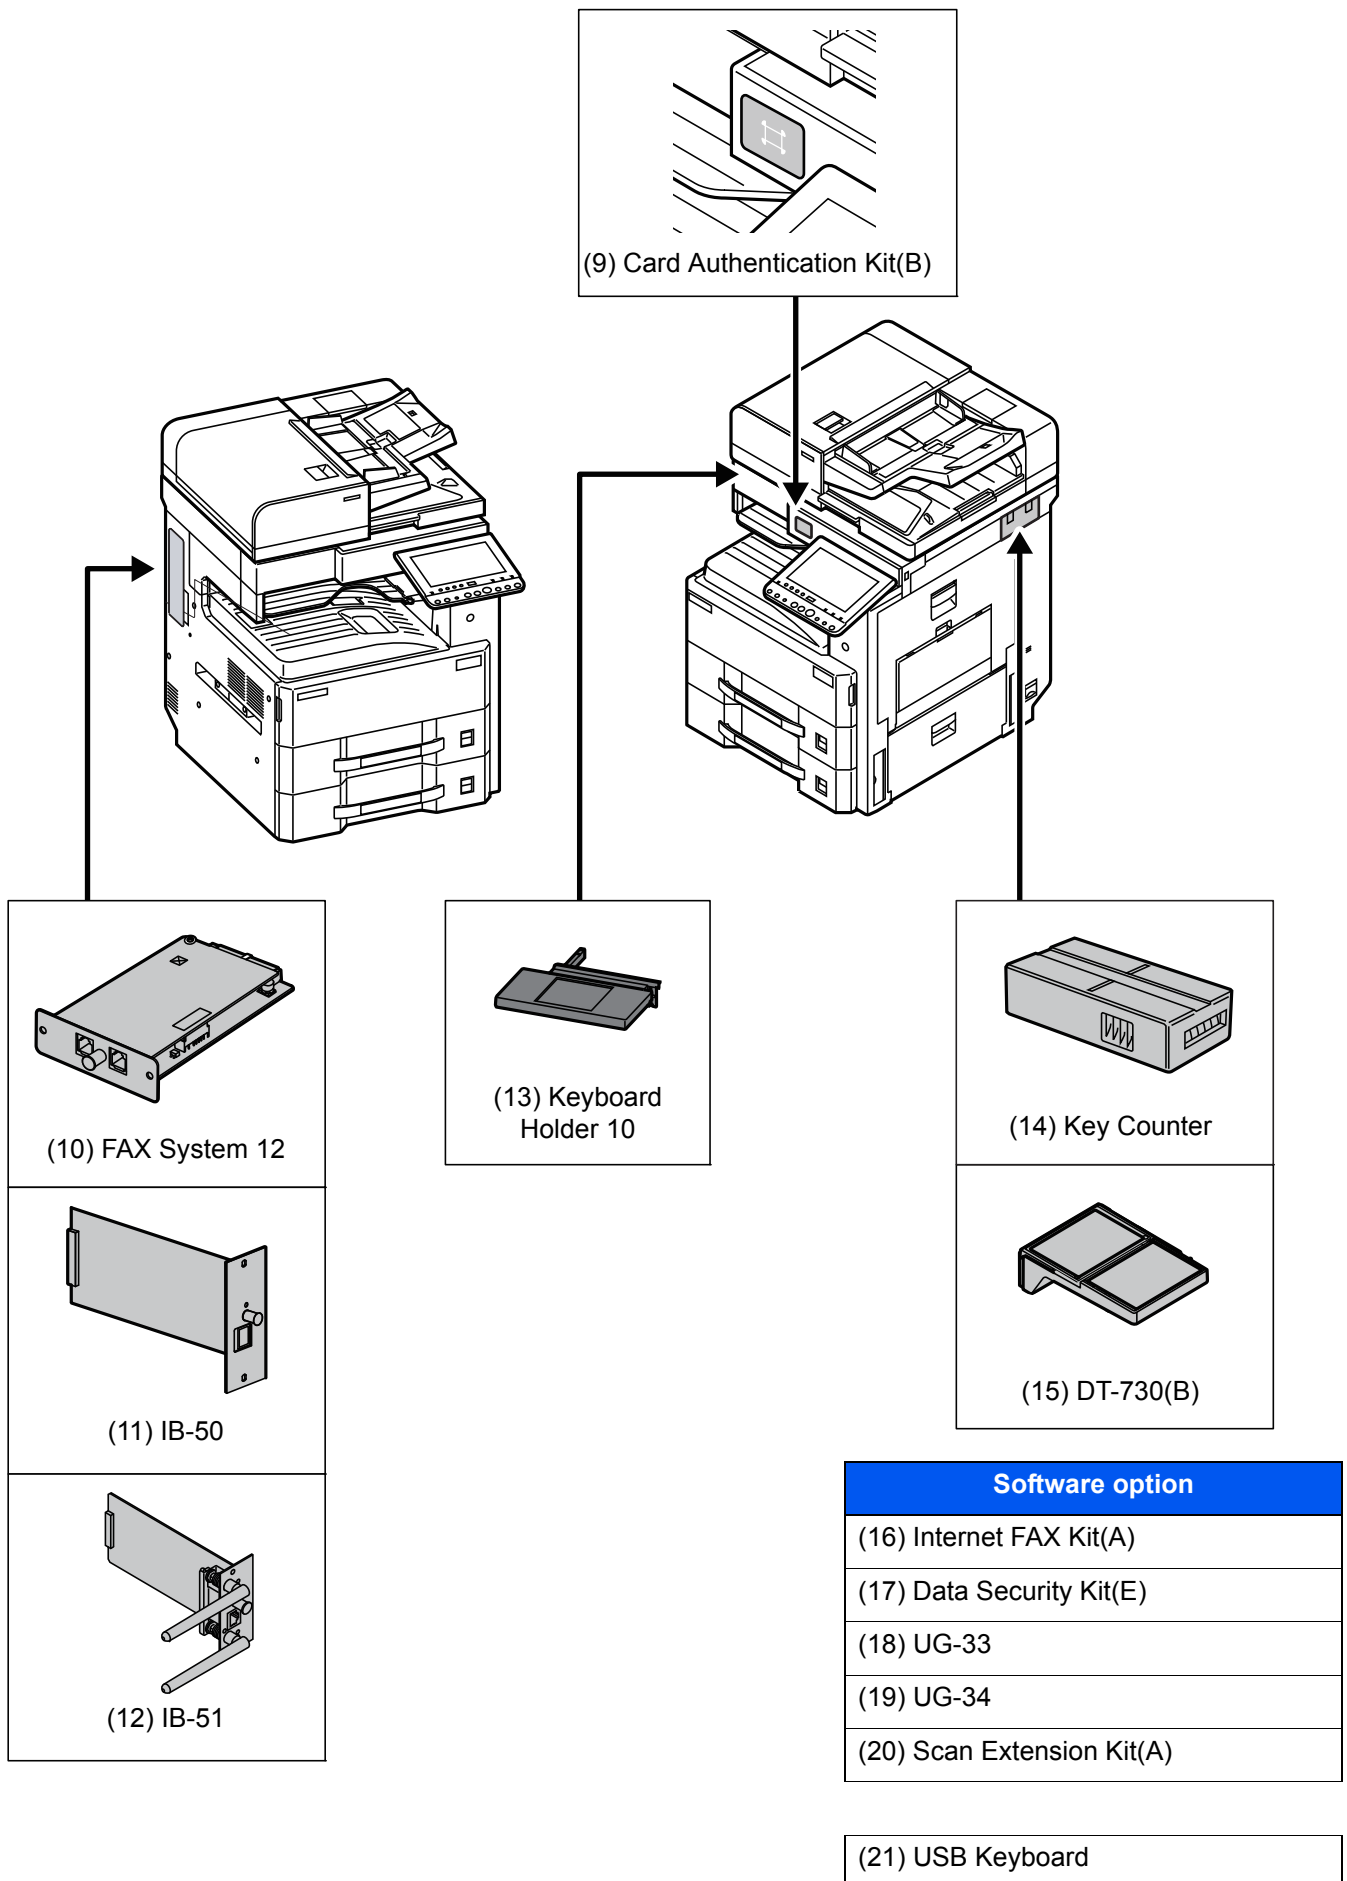 (9) Card Authentication Kit(B)
(10) FAX System 12
(11) IB-50
(12) IB-51
(13) Keyboard
Holder 10
(14) Key Counter
(15) DT-730(B)
Software option
(16) Internet FAX Kit(A)
(17) Data Security Kit(E)
(18) UG-33
(19) UG-34
(20) Scan Extension Kit(A)
(21) USB Keyboard